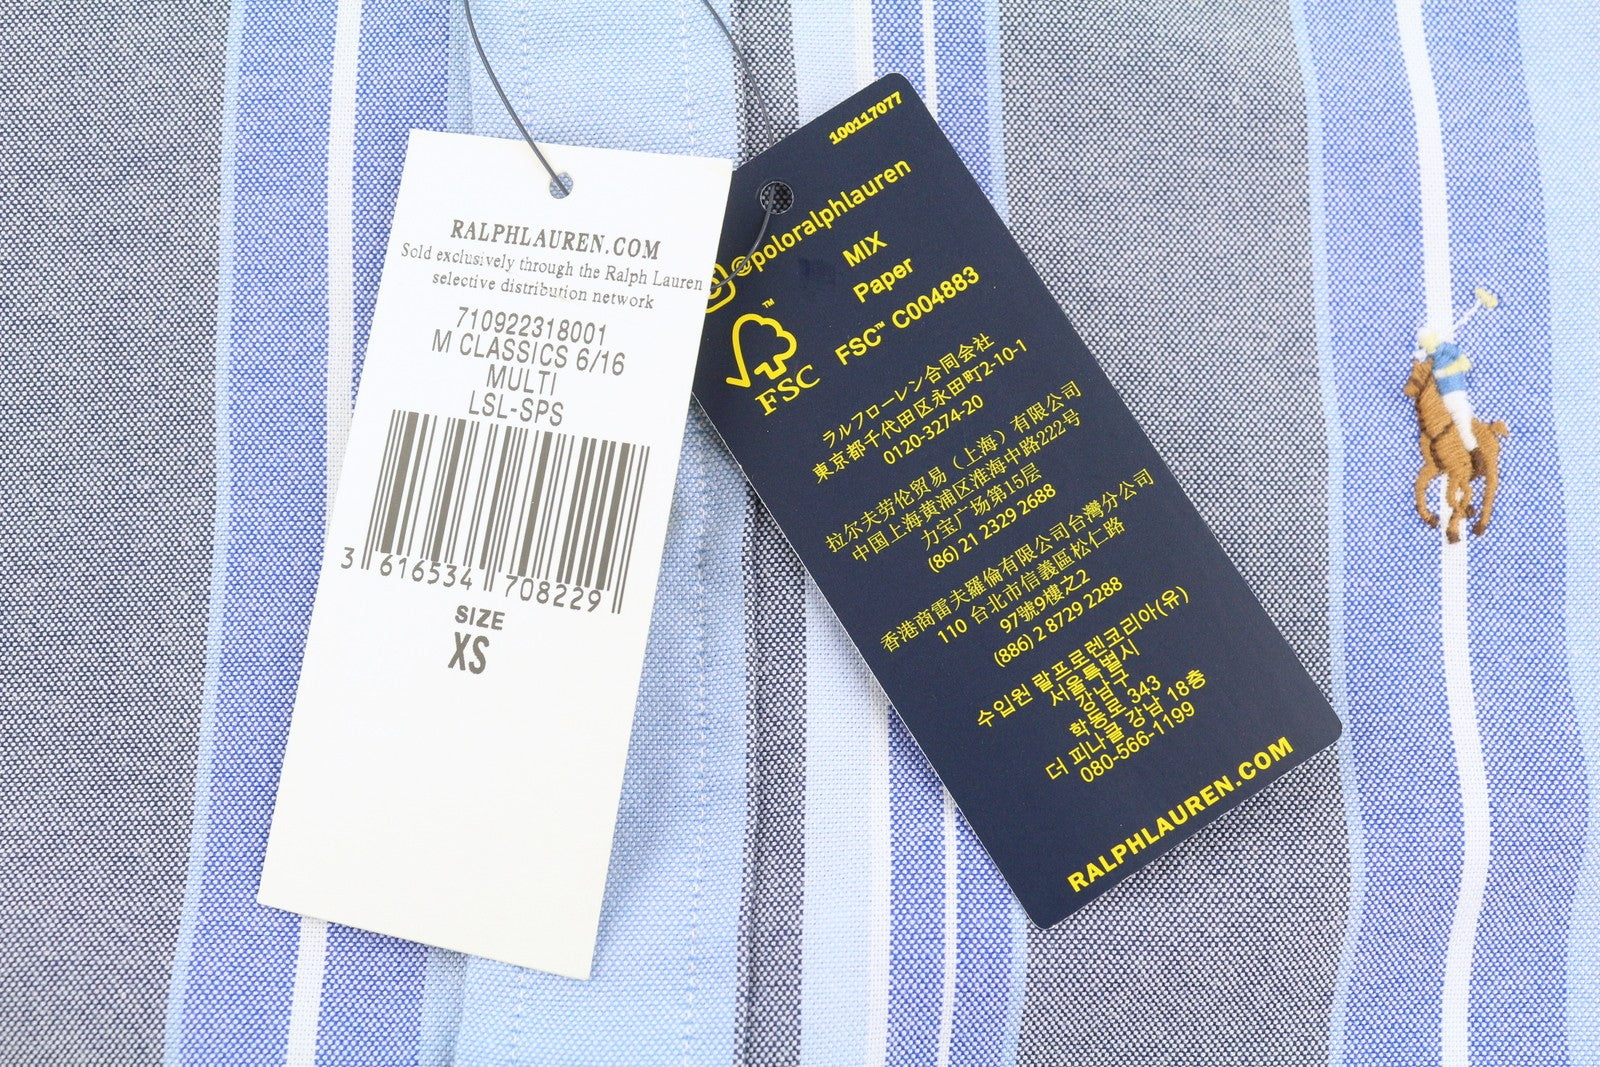 RALPHLAUREN.COM
Sold exclusively through the Ralph Lauren
selective distribution network
710922318001
M CLASSICS 6/16
MULTI
LSL-SPS
3 616534 708229
SIZE
XS
100117077
@poloralphlauren
MIX
Paper
FSC™ C004883
™
FSC
ラルフローレン合同会社
東京都千代田区永田町2-10-1
0120-3274-20
拉尔夫劳伦贸易（上海）有限公司
中国上海黄浦区淮海中路222号
力宝广场第15层
(86) 21 2329 2688
香港商雷夫羅倫有限公司台灣分公司
110 台北市信義區松仁路
97號9樓之2
(886) 2 8729 2288
수입원 랄프로렌코리아(유)
서울특별시
강남구
학동로 343
더 피나클 강남 18층
080-566-1199
RALPHLAUREN.COM